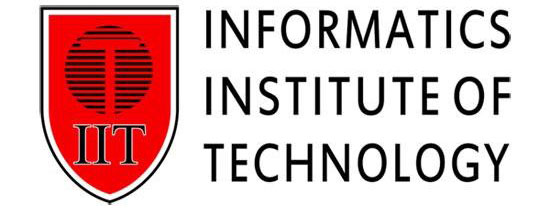 IIT
INFORMATICS
INSTITUTE OF
TECHNOLOGY